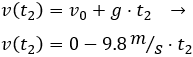 v(t₂) = v₀ + g · t₂ →
v(t₂) = 0 − 9.8 m/s · t₂